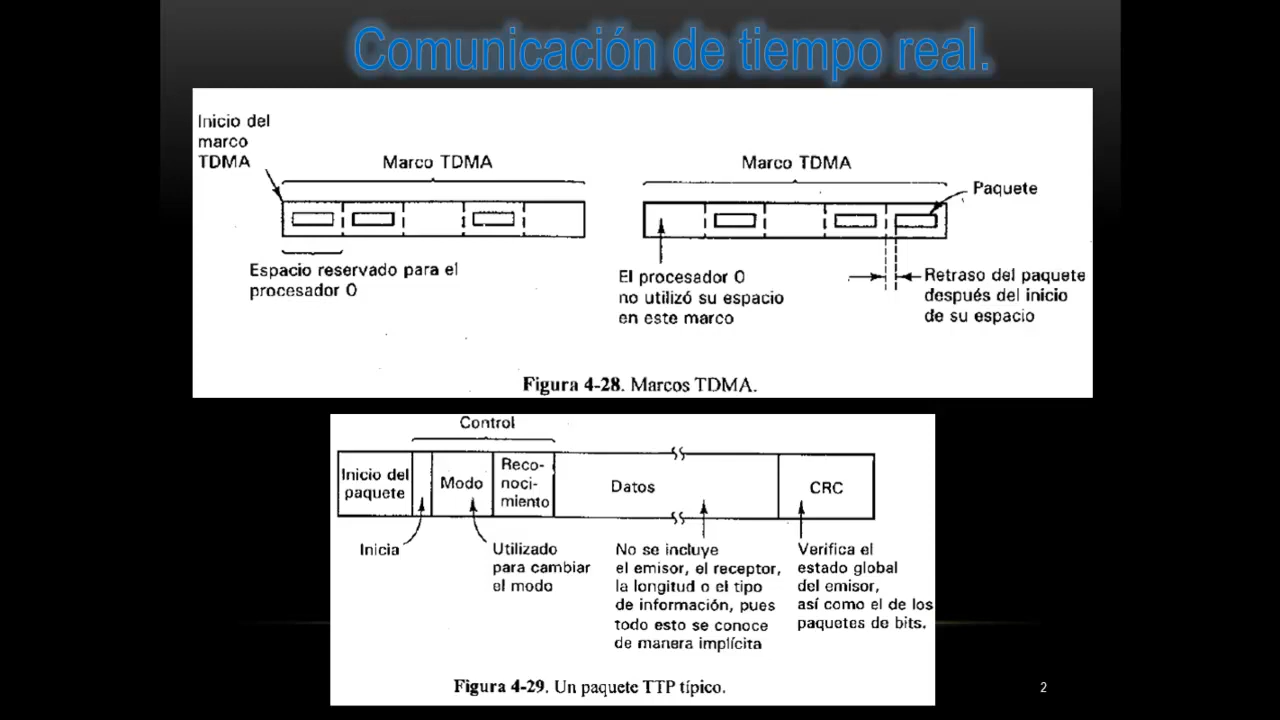 Comunicación de tiempo real.
Inicio del
marco
TDMA
Marco TDMA
Marco TDMA
Paquete
Espacio reservado para el
procesador 0
El procesador 0
no utilizó su espacio
en este marco
Retraso del paquete
después del inicio
de su espacio
Figura 4-28. Marcos TDMA.
Control
Inicio del
paquete
Modo
Reco-
noci-
miento
Datos
CRC
Inicia
Utilizado
para cambiar
el modo
No se incluye
el emisor, el receptor,
la longitud o el tipo
de información, pues
todo esto se conoce
de manera implícita
Verifica el
estado global
del emisor,
así como el de los
paquetes de bits.
Figura 4-29. Un paquete TTP típico.
2